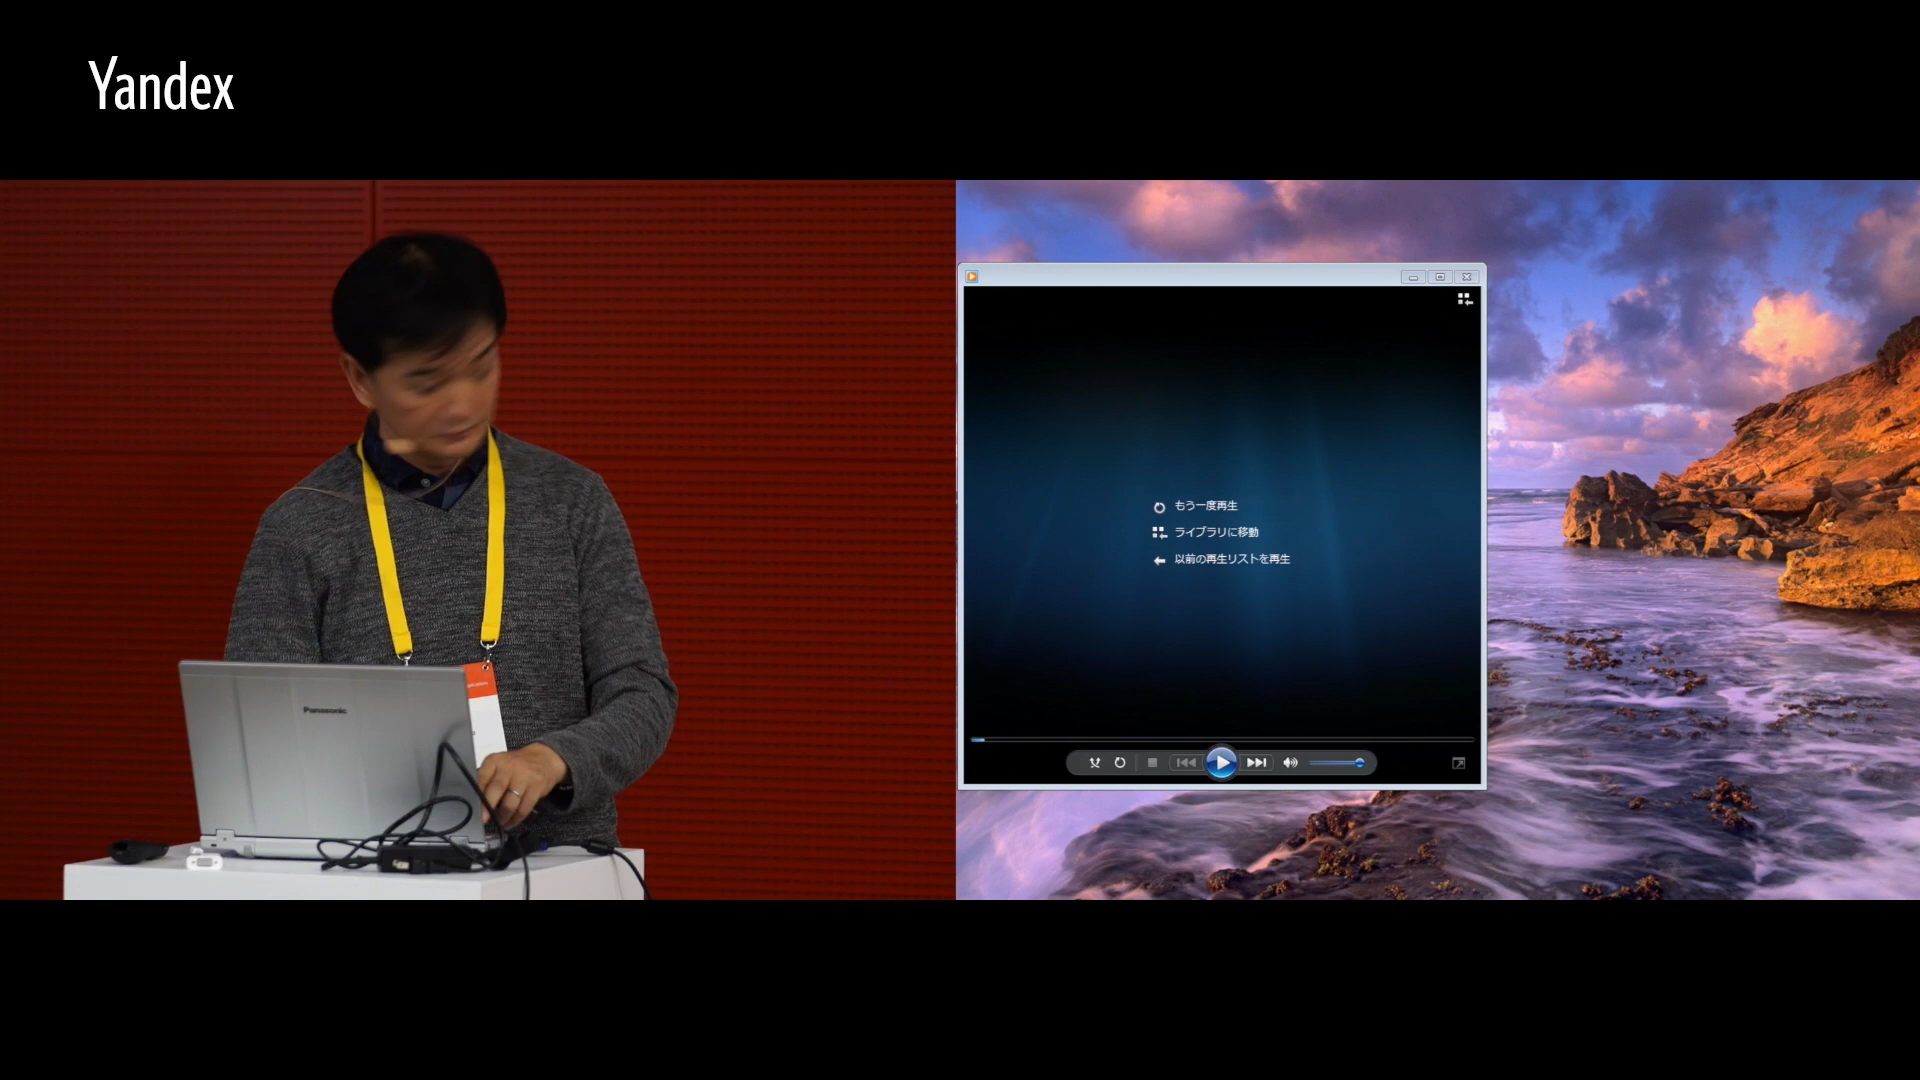 Yandex
Panasonic
もう一度再生
ライブラリに移動
以前の再生リストを再生